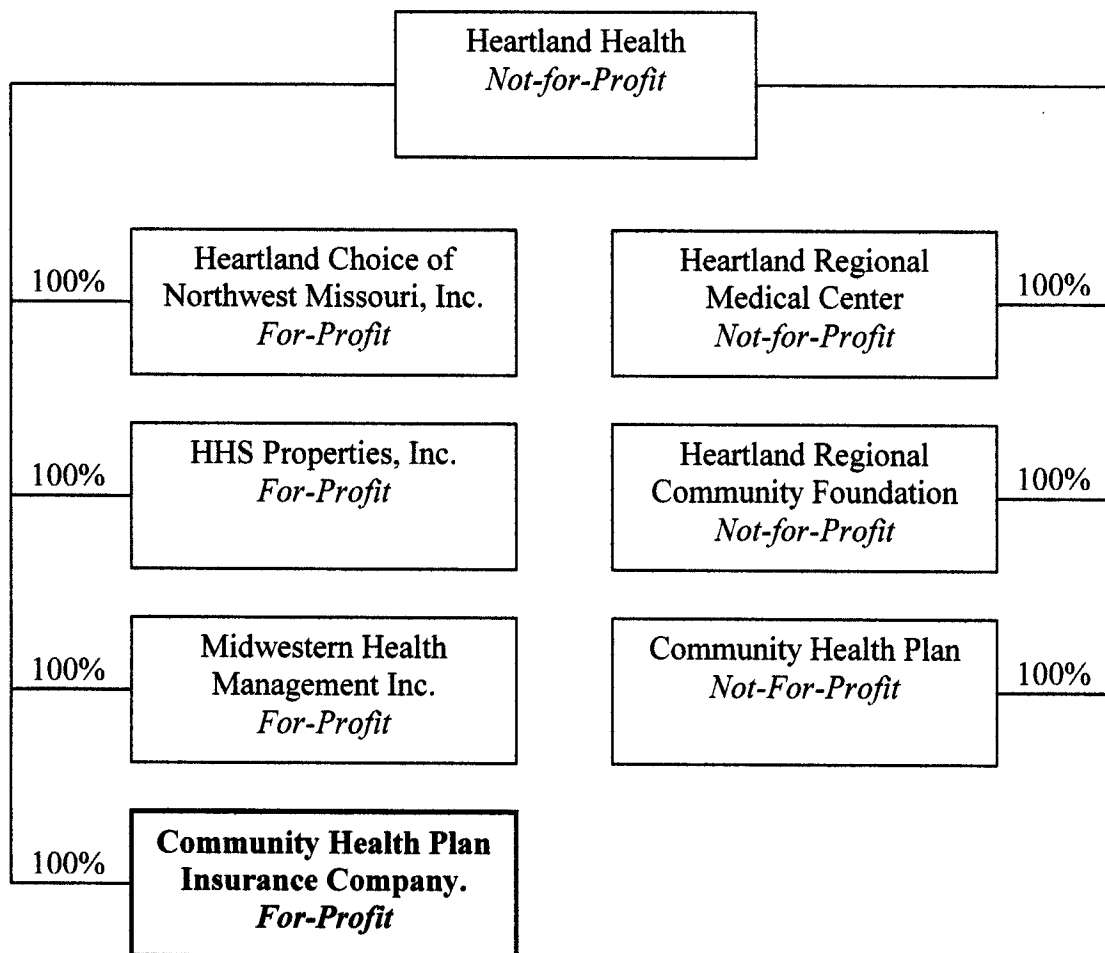 Heartland Health
Not-for-Profit
100%
Heartland Choice of
Northwest Missouri, Inc.
For-Profit
Heartland Regional
Medical Center
Not-for-Profit
100%
100%
HHS Properties, Inc.
For-Profit
Heartland Regional
Community Foundation
Not-for-Profit
100%
100%
Midwestern Health
Management Inc.
For-Profit
Community Health Plan
Not-For-Profit
100%
100%
Community Health Plan
Insurance Company.
For-Profit